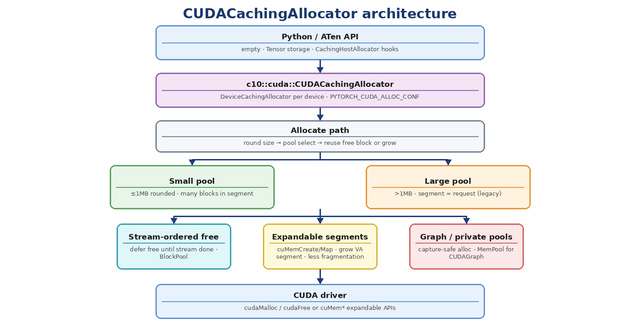 CUDACachingAllocator architecture
Python / ATen API
empty · Tensor storage · CachingHostAllocator hooks
c10::cuda::CUDACachingAllocator
DeviceCachingAllocator per device · PYTORCH_CUDA_ALLOC_CONF
Allocate path
round size → pool select → reuse free block or grow
Small pool
≤1MB rounded · many blocks in segment
Large pool
>1MB · segment ≈ request (legacy)
Stream-ordered free
defer free until stream done ·
BlockPool
Expandable segments
cuMemCreate/Map · grow VA
segment · less fragmentation
Graph / private pools
capture-safe alloc · MemPool for
CUDAGraph
CUDA driver
cudaMalloc / cudaFree or cuMem* expandable APIs